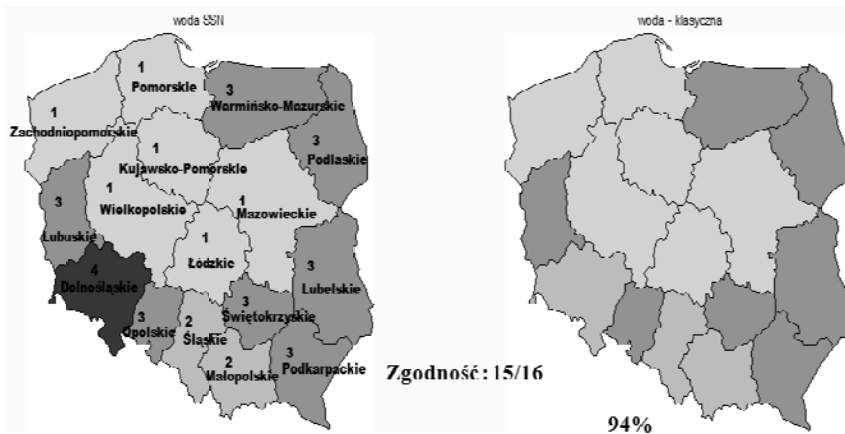 woda SSN
woda - klasyczna
1
Pomorskie
3
Warmińsko-Mazurskie
1
Zachodniopomorskie
3
Podlaskie
1
Kujawsko-Pomorskie
1
Wielkopolskie
1
Mazowieckie
3
Lubuskie
1
Łódzkie
4
Dolnośląskie
3
Lubelskie
3
Opolskie
2
Śląskie
3
Świętokrzyskie
2
Małopolskie
3
Podkarpackie
Zgodność: 15/16
94%